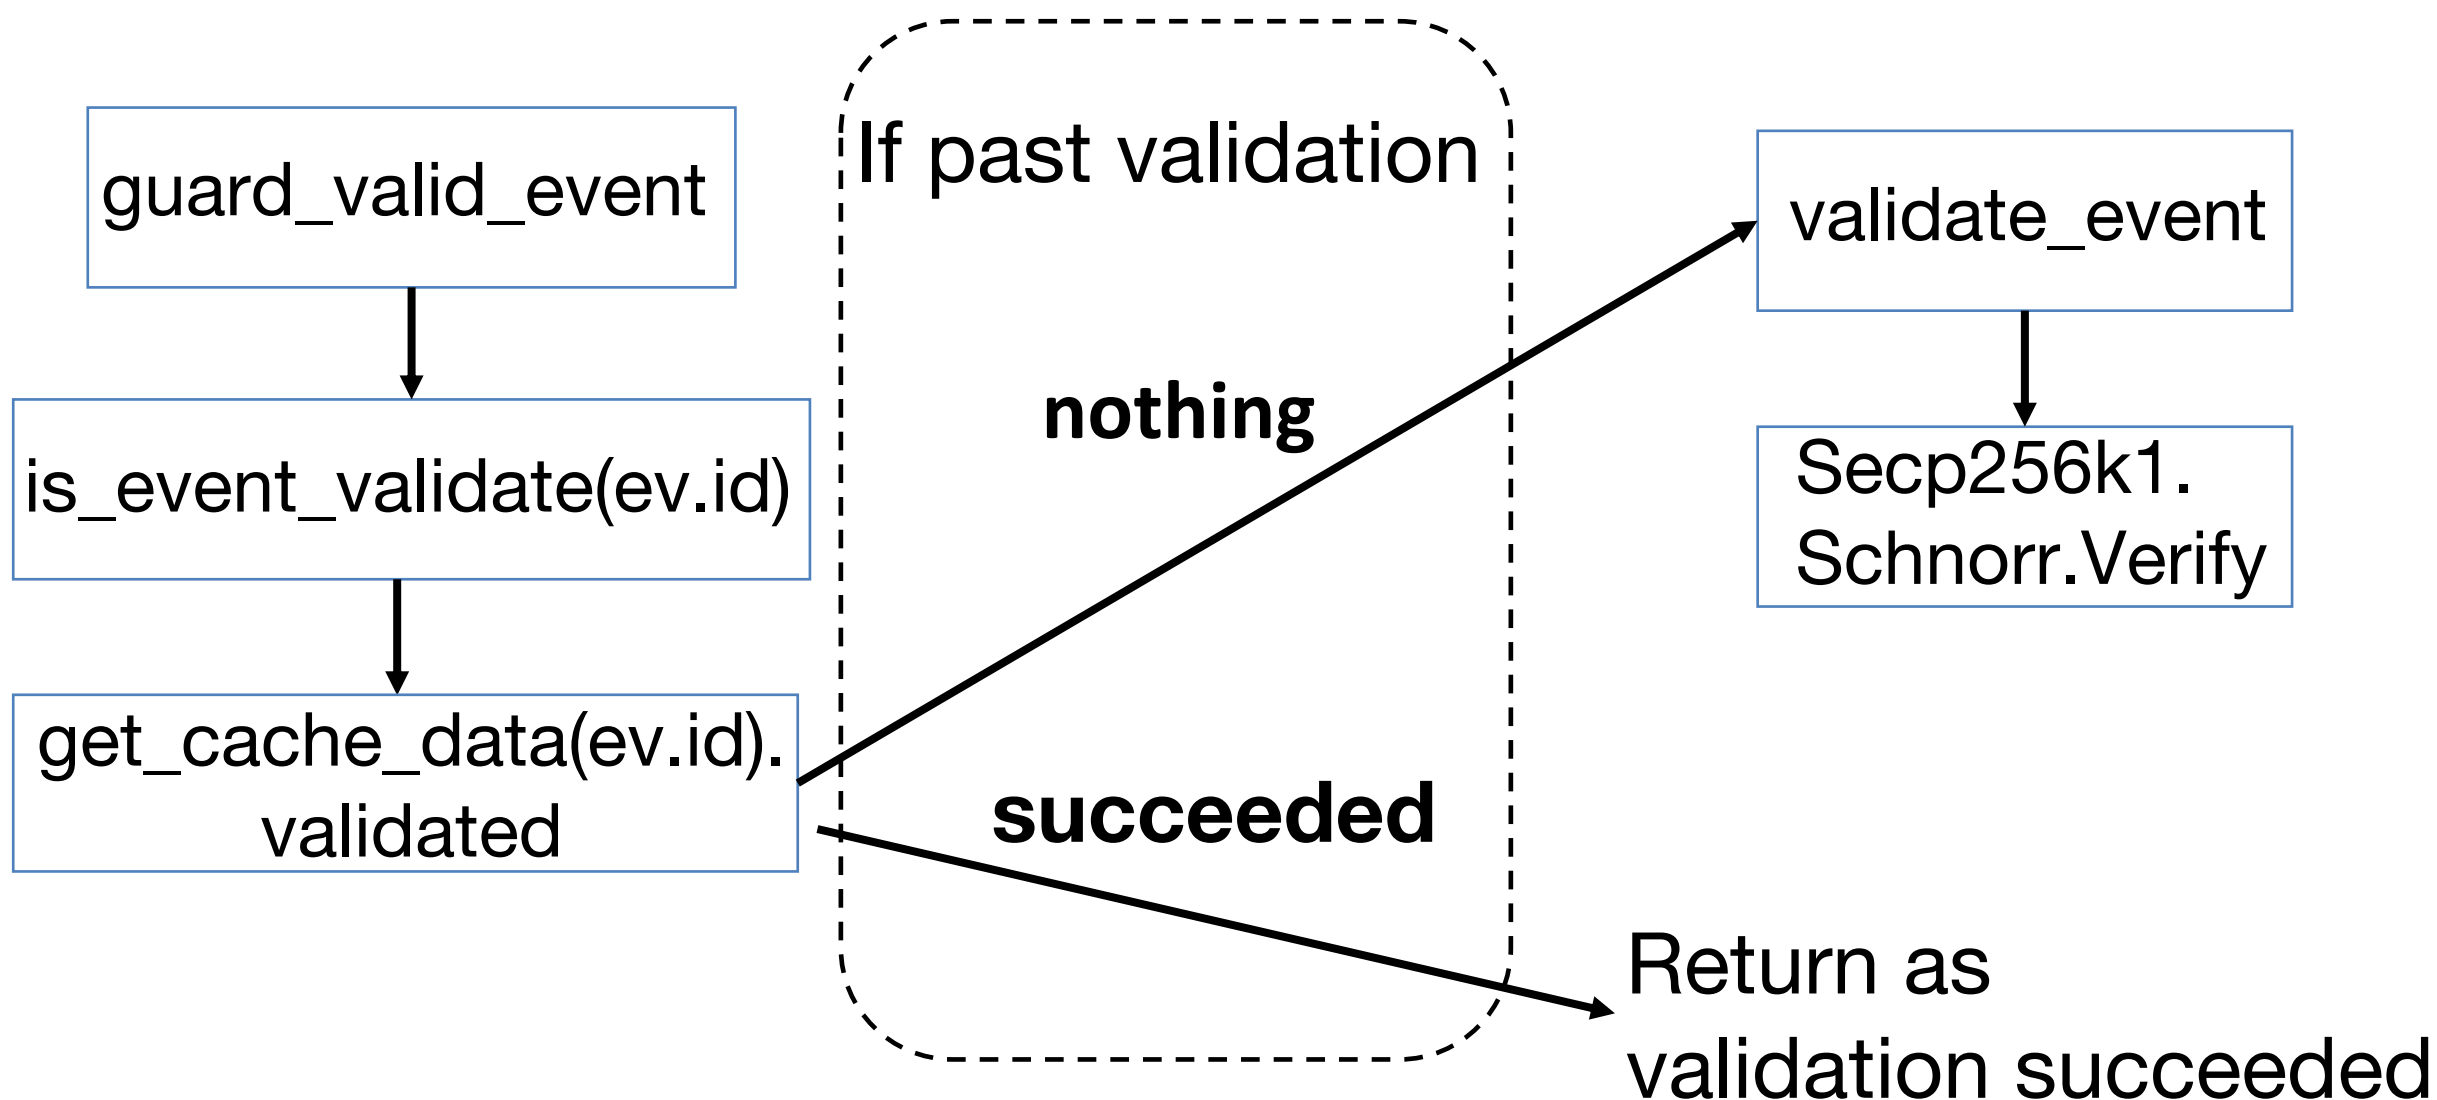 guard_valid_event
is_event_validate(ev.id)
get_cache_data(ev.id).
validated
If past validation
nothing
succeeded
validate_event
Secp256k1.
Schnorr.Verify
Return as
validation succeeded